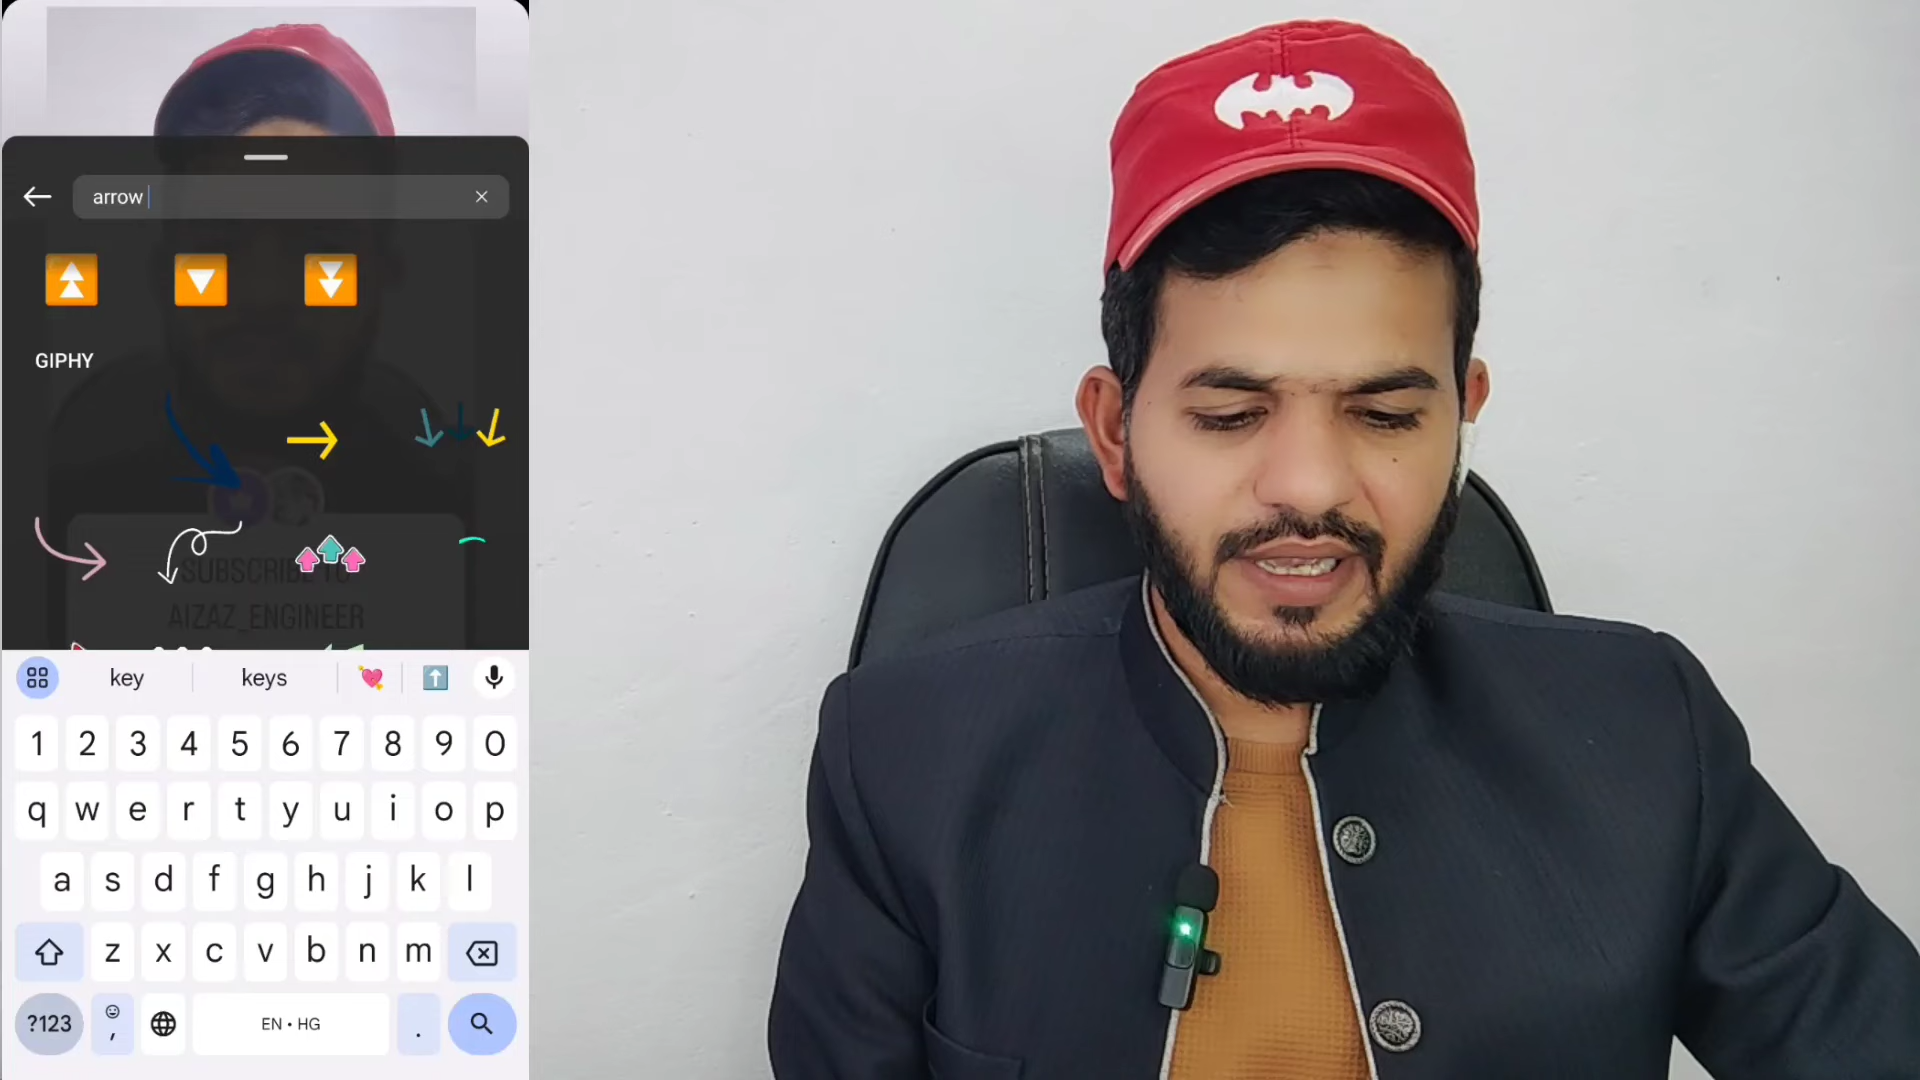 arrow
GIPHY
SUBSCRIBE TO
AIZAZ_ENGINEER
key keys
1 2 3 4 5 6 7 8 9 0
q w e r t y u i o p
a s d f g h j k l
z x c v b n m
?123 , EN • HG .